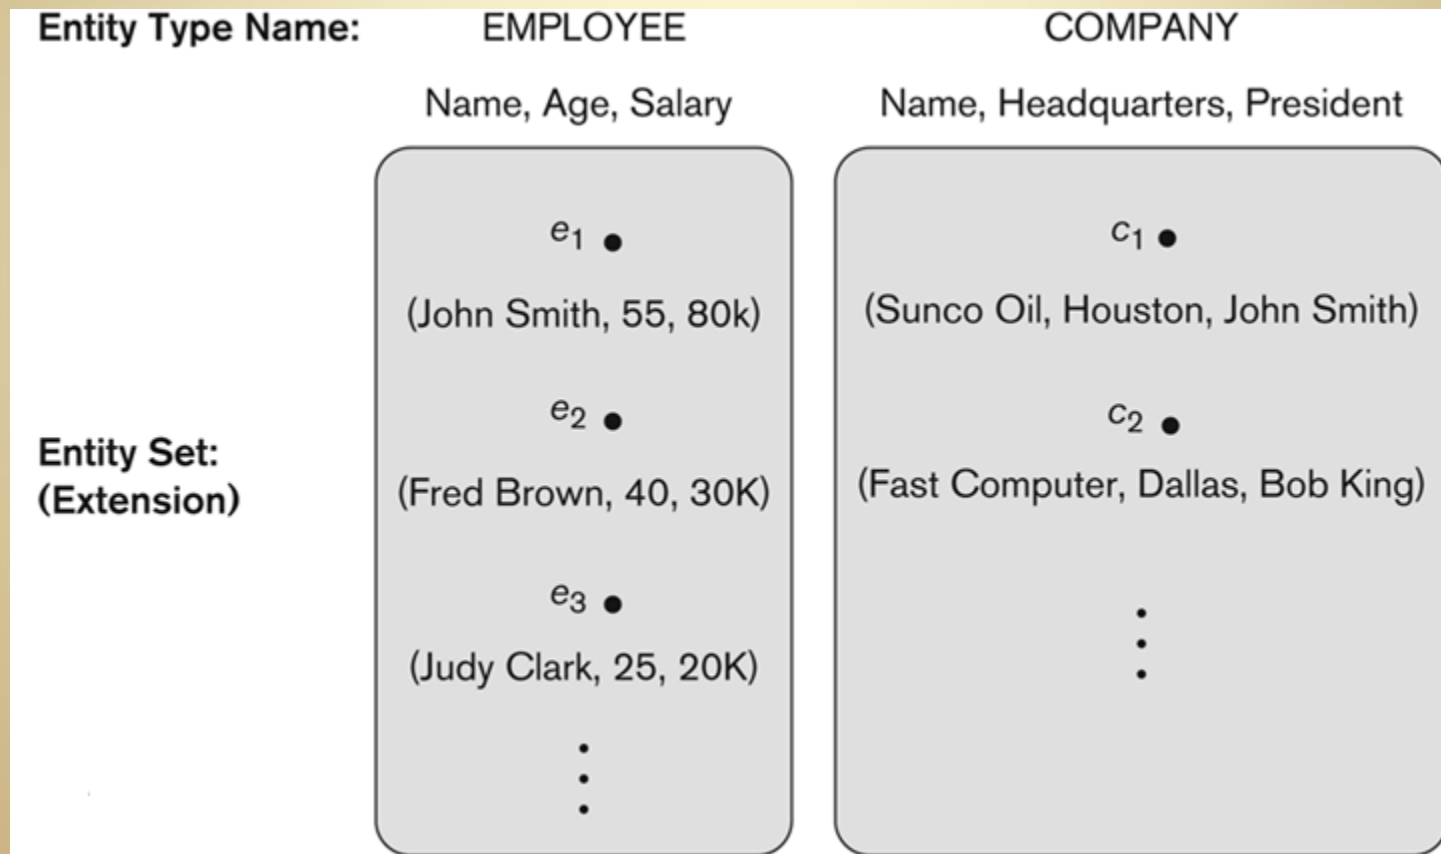 Entity Type Name: EMPLOYEE COMPANY
Name, Age, Salary Name, Headquarters, President
e1 • c1 •
(John Smith, 55, 80k) (Sunco Oil, Houston, John Smith)
e2 • c2 •
Entity Set:
(Extension)
(Fred Brown, 40, 30K) (Fast Computer, Dallas, Bob King)
e3 •
(Judy Clark, 25, 20K)